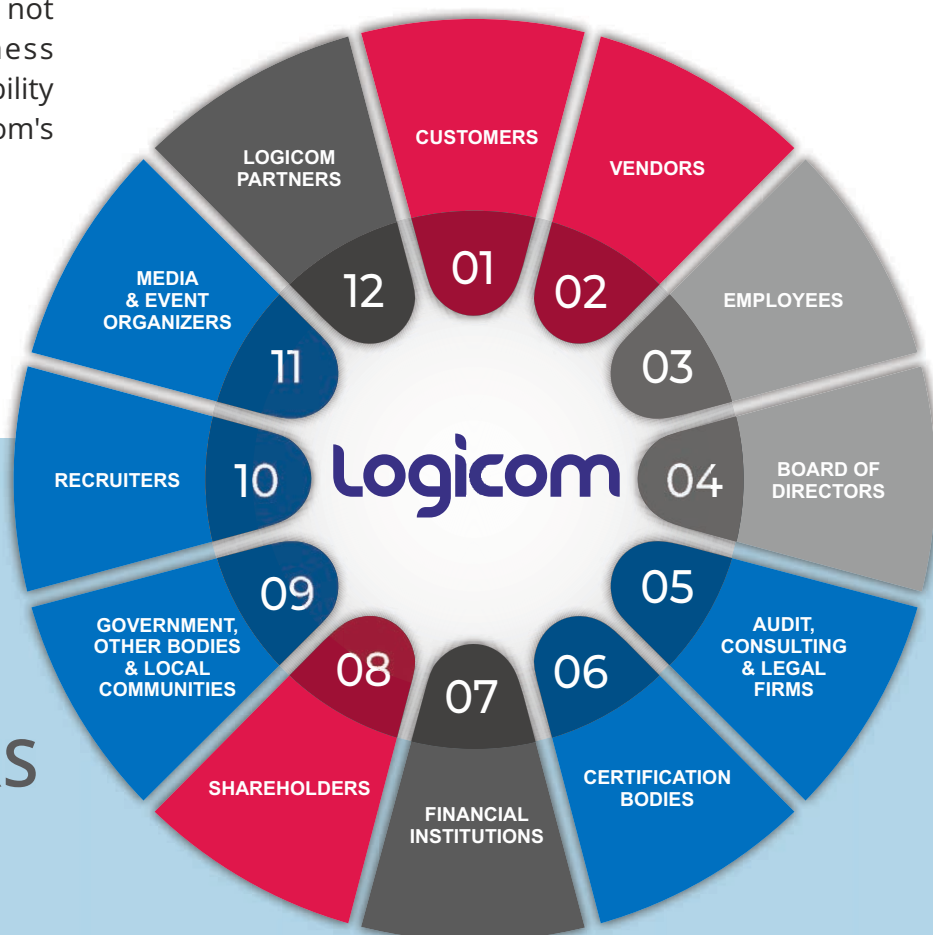 not
ness
bility
om's
CUSTOMERS
01
VENDORS
02
EMPLOYEES
03
BOARD OF
DIRECTORS
04
AUDIT,
CONSULTING
& LEGAL
FIRMS
05
CERTIFICATION
BODIES
06
FINANCIAL
INSTITUTIONS
07
SHAREHOLDERS
08
GOVERNMENT,
OTHER BODIES
& LOCAL
COMMUNITIES
09
RECRUITERS
10
MEDIA
& EVENT
ORGANIZERS
11
LOGICOM
PARTNERS
12
Logicom
S